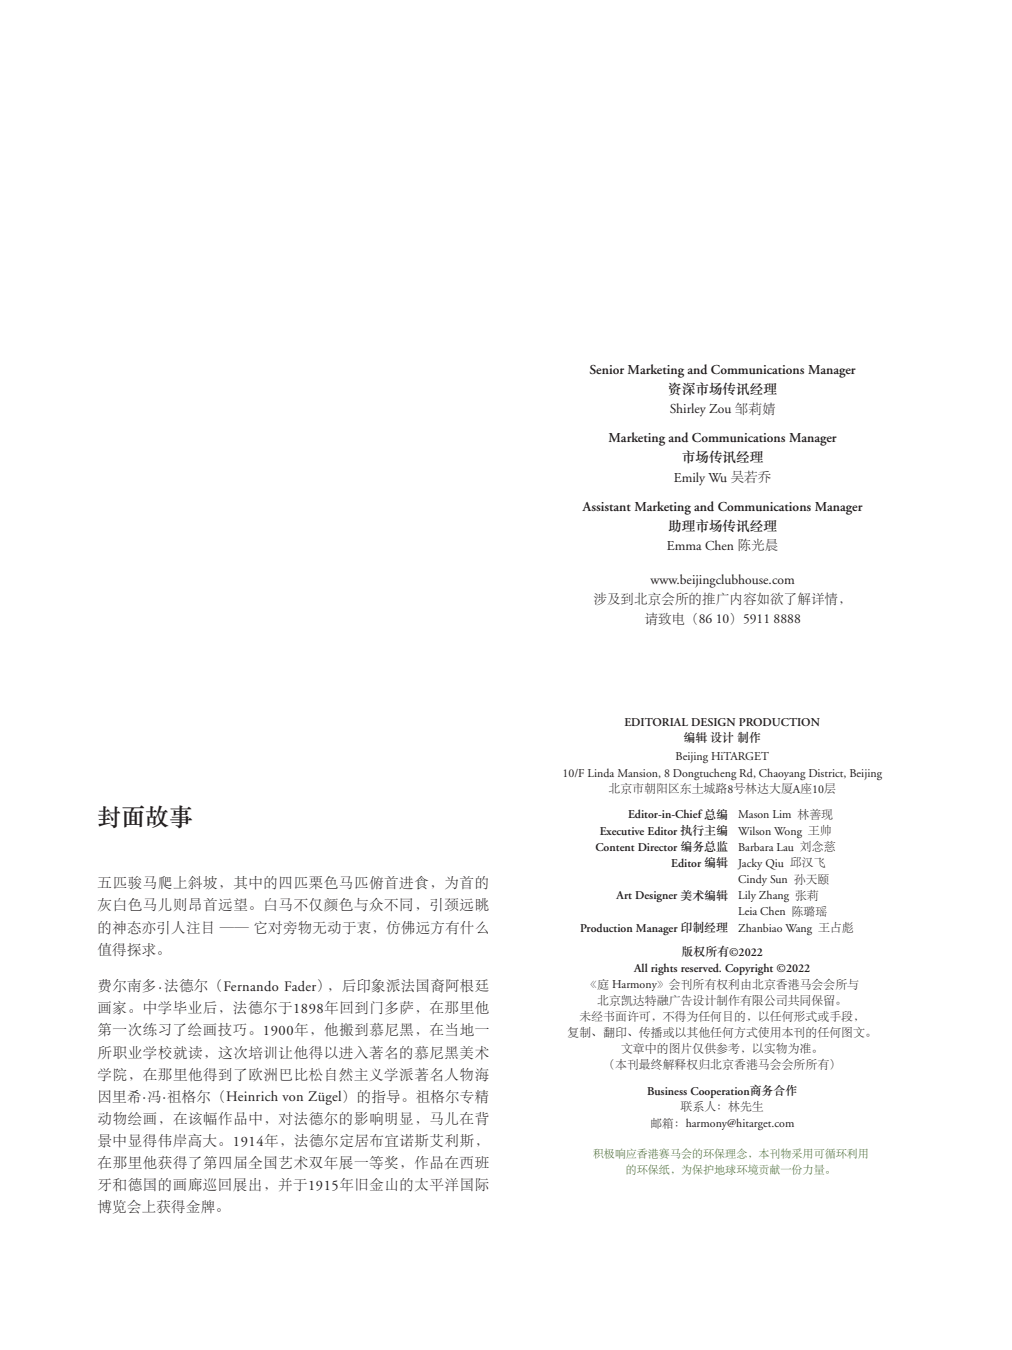 封面故事
五匹骏马爬上斜坡，其中的四匹栗色马匹俯首进食，为首的
灰白色马儿则昂首远望。白马不仅颜色与众不同，引颈远眺
的神态亦引人注目 —— 它对旁物无动于衷，仿佛远方有什么
值得探求。
费尔南多·法德尔（Fernando Fader），后印象派法国裔阿根廷
画家。中学毕业后，法德尔于1898年回到门多萨，在那里他
第一次练习了绘画技巧。1900年，他搬到慕尼黑，在当地一
所职业学校就读，这次培训让他得以进入著名的慕尼黑美术
学院，在那里他得到了欧洲巴比松自然主义学派著名人物海
因里希·冯·祖格尔（Heinrich von Zügel）的指导。祖格尔专精
动物绘画，在该幅作品中，对法德尔的影响明显，马儿在背
景中显得伟岸高大。1914年，法德尔定居布宜诺斯艾利斯，
在那里他获得了第四届全国艺术双年展一等奖，作品在西班
牙和德国的画廊巡回展出，并于1915年旧金山的太平洋国际
博览会上获得金牌。
Senior Marketing and Communications Manager
资深市场传讯经理
Shirley Zou 邹莉婧
Marketing and Communications Manager
市场传讯经理
Emily Wu 吴若乔
Assistant Marketing and Communications Manager
助理市场传讯经理
Emma Chen 陈光晨
www.beijingclubhouse.com
涉及到北京会所的推广内容如欲了解详情，
请致电（86 10）5911 8888
EDITORIAL DESIGN PRODUCTION
编辑 设计 制作
Beijing HiTARGET
10/F Linda Mansion, 8 Dongtucheng Rd, Chaoyang District, Beijing
北京市朝阳区东土城路8号林达大厦A座10层
Editor-in-Chief 总编 Mason Lim 林善现
Executive Editor 执行主编 Wilson Wong 王帅
Content Director 编务总监 Barbara Lau 刘念慈
Editor 编辑 Jacky Qiu 邱汉飞
Cindy Sun 孙天颐
Art Designer 美术编辑 Lily Zhang 张莉
Leia Chen 陈璐瑶
Production Manager 印制经理 Zhanbiao Wang 王占彪
版权所有©2022
All rights reserved. Copyright ©2022
《庭 Harmony》会刊所有权利由北京香港马会会所与
北京凯达特融广告设计制作有限公司共同保留。
未经书面许可，不得为任何目的，以任何形式或手段，
复制、翻印、传播或以其他任何方式使用本刊的任何图文。
文章中的图片仅供参考，以实物为准。
（本刊最终解释权归北京香港马会会所所有）
Business Cooperation商务合作
联系人：林先生
邮箱：harmony@hitarget.com
积极响应香港赛马会的环保理念，本刊物采用可循环利用
的环保纸，为保护地球环境贡献一份力量。